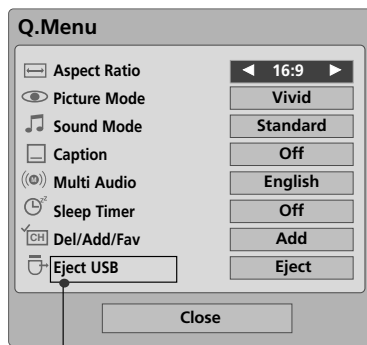 Q.Menu
Aspect Ratio ◀ 16:9 ▶
Picture Mode Vivid
Sound Mode Standard
Caption Off
Multi Audio English
Sleep Timer Off
Del/Add/Fav Add
Eject USB Eject
Close